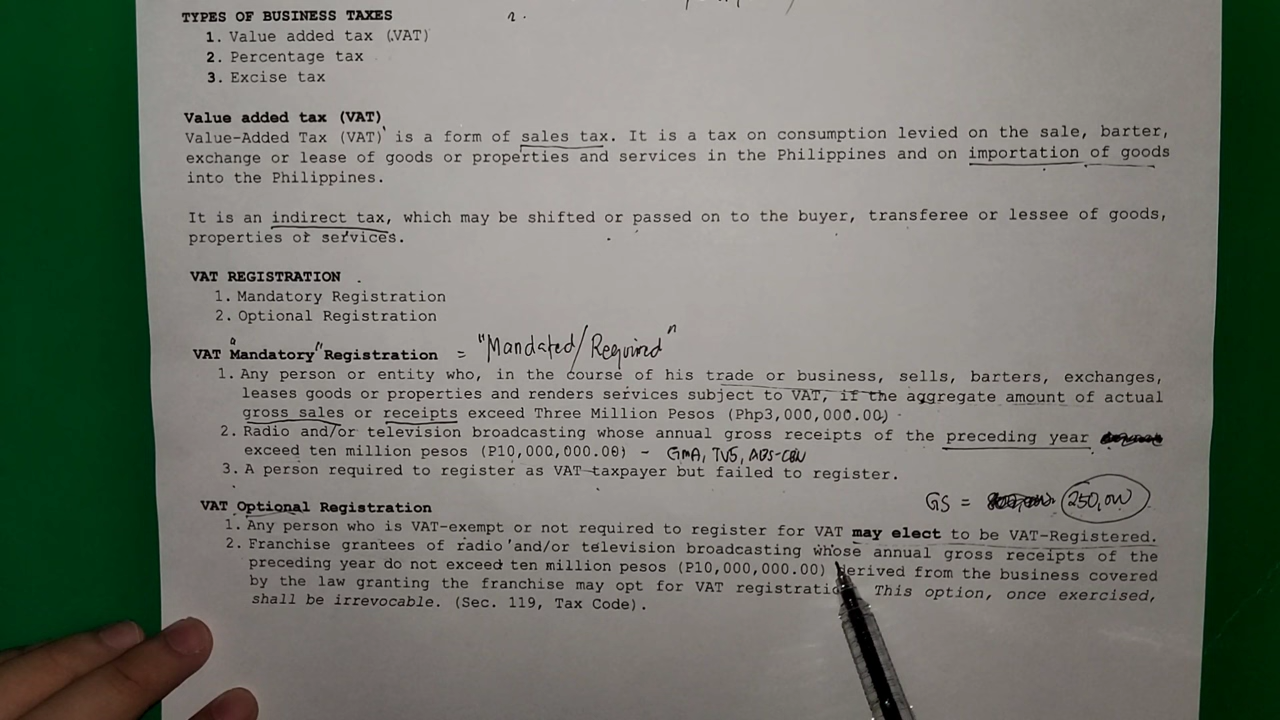 TYPES OF BUSINESS TAXES
1. Value added tax (VAT)
2. Percentage tax
3. Excise tax
Value added tax (VAT)
Value-Added Tax (VAT) is a form of sales tax. It is a tax on consumption levied on the sale, barter,
exchange or lease of goods or properties and services in the Philippines and on importation of goods
into the Philippines.
It is an indirect tax, which may be shifted or passed on to the buyer, transferee or lessee of goods,
properties or services.
VAT REGISTRATION
1. Mandatory Registration
2. Optional Registration
VAT "Mandatory" Registration = "Mandated/Required"
1. Any person or entity who, in the course of his trade or business, sells, barters, exchanges,
leases goods or properties and renders services subject to VAT, if the aggregate amount of actual
gross sales or receipts exceed Three Million Pesos (Php3,000,000.00)
2. Radio and/or television broadcasting whose annual gross receipts of the preceding year
exceed ten million pesos (P10,000,000.00) - GMA, TV5, ABS-CBN
3. A person required to register as VAT taxpayer but failed to register.
GS = 250,000
VAT Optional Registration
1. Any person who is VAT-exempt or not required to register for VAT may elect to be VAT-Registered.
2. Franchise grantees of radio and/or television broadcasting whose annual gross receipts of the
preceding year do not exceed ten million pesos (P10,000,000.00) derived from the business covered
by the law granting the franchise may opt for VAT registratio This option, once exercised,
shall be irrevocable. (Sec. 119, Tax Code).